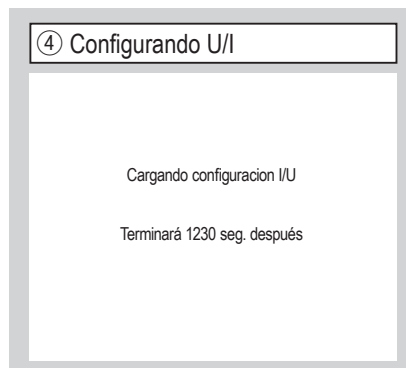 ④ Configurando U/I
Cargando configuracion I/U
Terminará 1230 seg. después